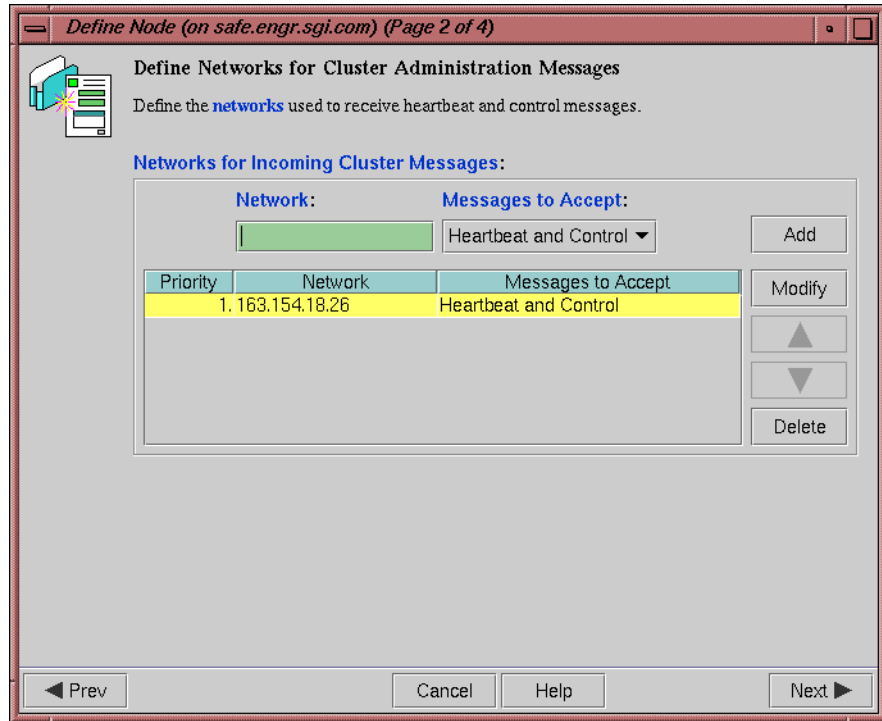 Define Node (on safe.engr.sgi.com) (Page 2 of 4)
Define Networks for Cluster Administration Messages
Define the networks used to receive heartbeat and control messages.
Networks for Incoming Cluster Messages:
Network: Messages to Accept:
Heartbeat and Control Add
Priority Network Messages to Accept Modify
1. 163.154.18.26 Heartbeat and Control
Delete
Prev Cancel Help Next